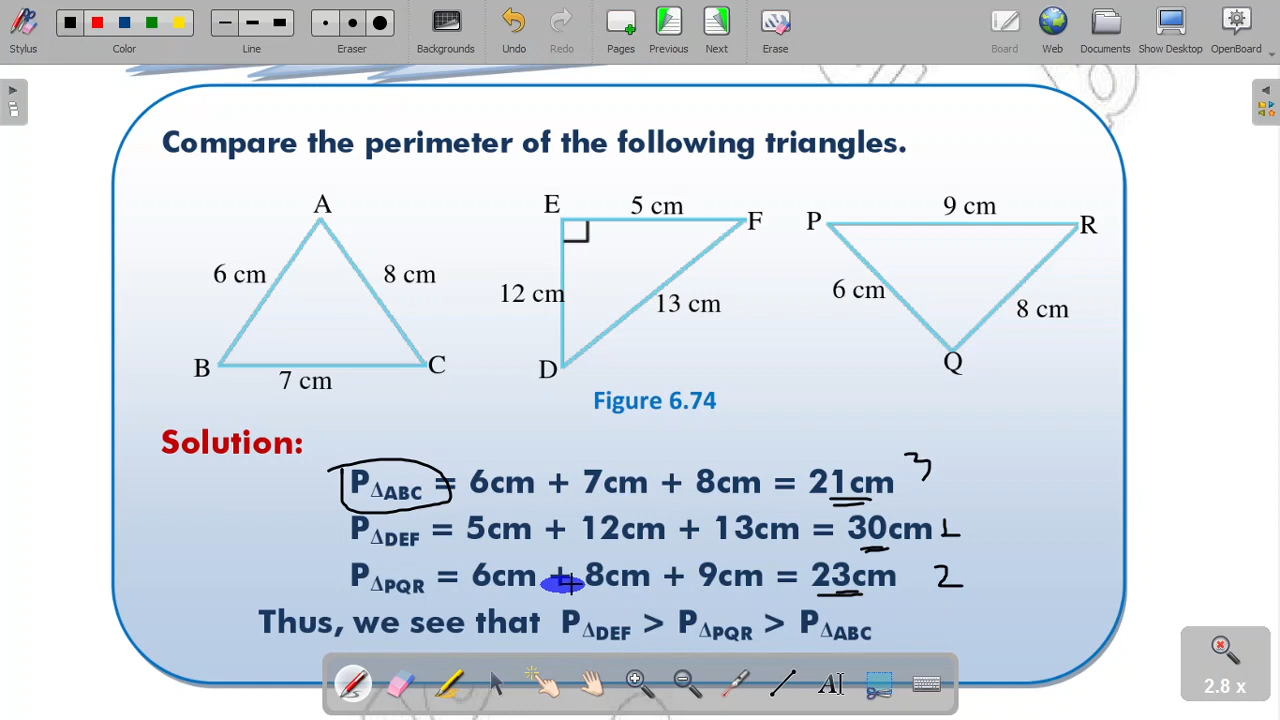 Stylus Color Line Eraser Backgrounds Undo Redo Pages Previous Next Erase Board Web Documents Show Desktop OpenBoard
Compare the perimeter of the following triangles.
A E 5 cm F P 9 cm R
6 cm 8 cm 12 cm 13 cm 6 cm 8 cm
B 7 cm C D Q
Figure 6.74
Solution:
PΔABC = 6cm + 7cm + 8cm = 21cm 3
PΔDEF = 5cm + 12cm + 13cm = 30cm 1
PΔPQR = 6cm + 8cm + 9cm = 23cm 2
Thus, we see that PΔDEF > PΔPQR > PΔABC
2.8 x